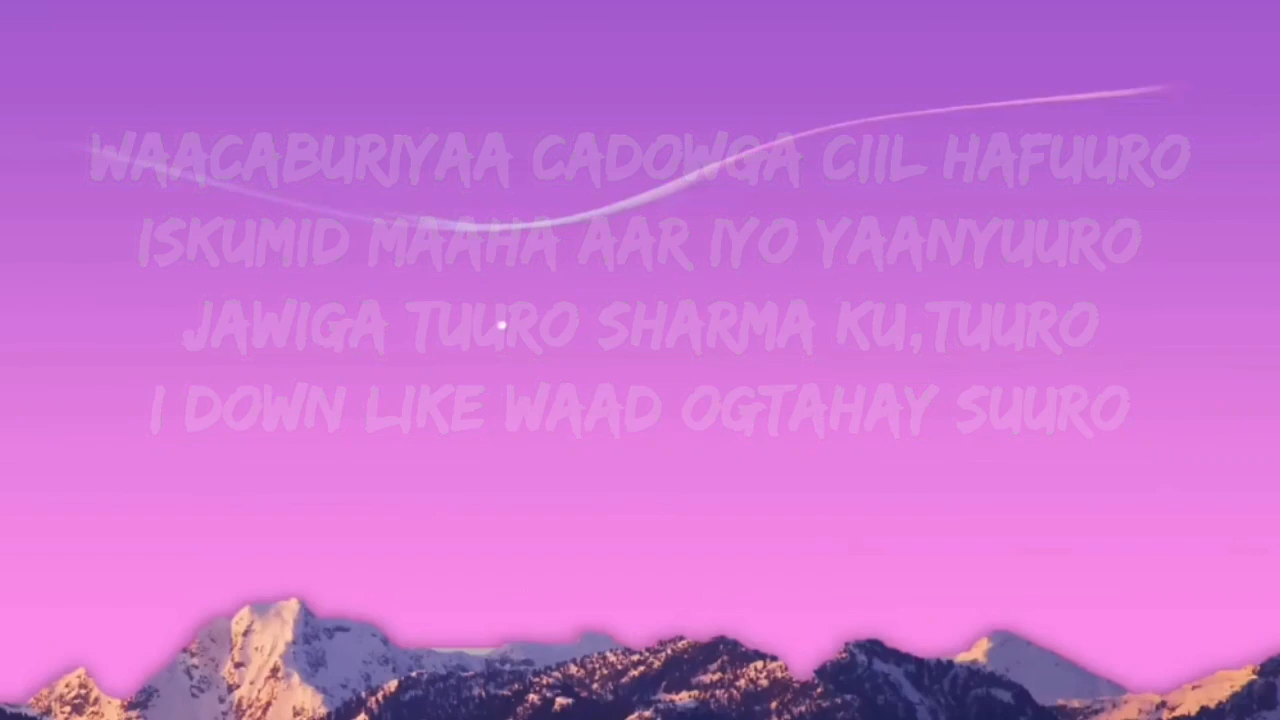 WAACABURIYAA CADOWGA CIIL HAFUURO
ISKUMID MAAHA AAR IYO YAANYUURO
JAWIGA TUURO SHARMA KU,TUURO
I DOWN LIKE WAAD OGTAHAY SUURO